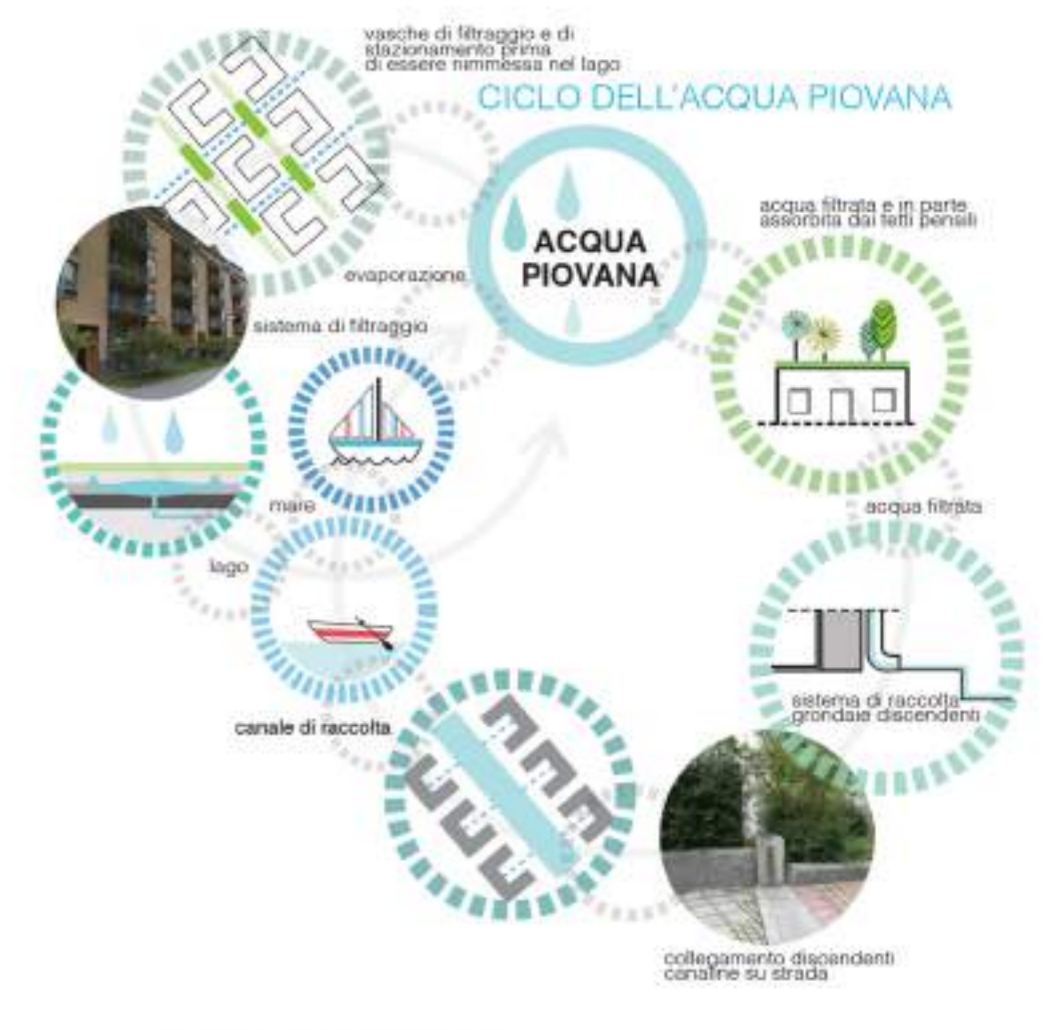 vasche di filtraggio e di
stazionamento prima
di essere nimmessa nel lago
CICLO DELL'ACQUA PIOVANA
ACQUA
PIOVANA
acqua filtrata e in parte
assorbita dai tetti pensili
evaporazione
sistema di filtraggio
mare
acqua filtrata
lago
sistema di raccolta
grondaie discendenti
canale di raccolta
collegamento discendenti
canaline su strada